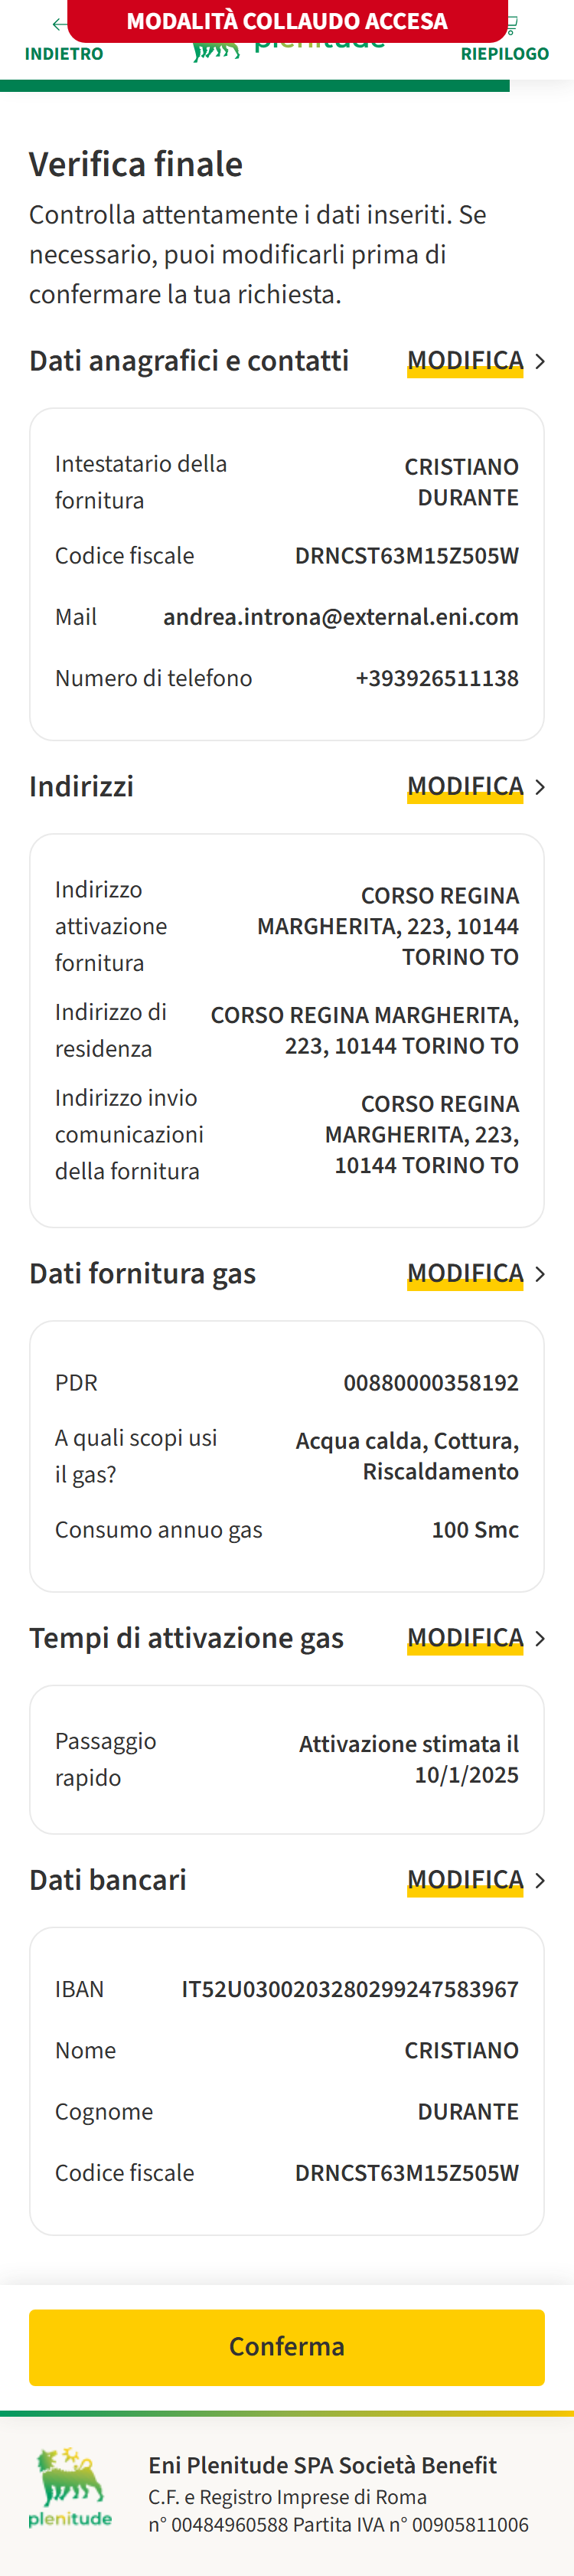 MODALITÀ COLLAUDO ACCESA
INDIETRO
plenitude
RIEPILOGO
Verifica finale
Controlla attentamente i dati inseriti. Se
necessario, puoi modificarli prima di
confermare la tua richiesta.
Dati anagrafici e contatti MODIFICA
Intestatario della
fornitura
CRISTIANO
DURANTE
Codice fiscale DRNCST63M15Z505W
Mail andrea.introna@external.eni.com
Numero di telefono +393926511138
Indirizzi MODIFICA
Indirizzo
attivazione
fornitura
CORSO REGINA
MARGHERITA, 223, 10144
TORINO TO
Indirizzo di
residenza
CORSO REGINA MARGHERITA,
223, 10144 TORINO TO
Indirizzo invio
comunicazioni
della fornitura
CORSO REGINA
MARGHERITA, 223,
10144 TORINO TO
Dati fornitura gas MODIFICA
PDR 00880000358192
A quali scopi usi
il gas?
Acqua calda, Cottura,
Riscaldamento
Consumo annuo gas 100 Smc
Tempi di attivazione gas MODIFICA
Passaggio
rapido
Attivazione stimata il
10/1/2025
Dati bancari MODIFICA
IBAN IT52U0300203280299247583967
Nome CRISTIANO
Cognome DURANTE
Codice fiscale DRNCST63M15Z505W
Conferma
plenitude
Eni Plenitude SPA Società Benefit
C.F. e Registro Imprese di Roma
n° 00484960588 Partita IVA n° 00905811006